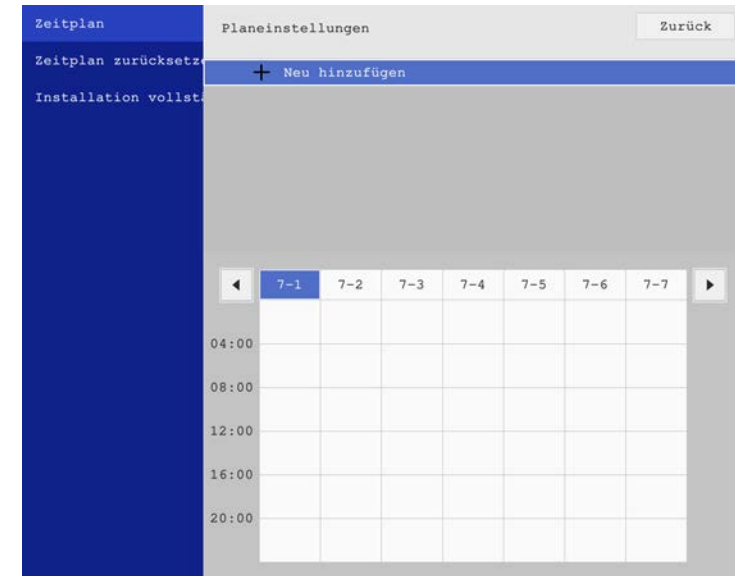 Zeitplan
Zeitplan zurücksetz
Installation vollst
Planeinstellungen
Zurück
Neu hinzufügen
7-1 7-2 7-3 7-4 7-5 7-6 7-7
04:00
08:00
12:00
16:00
20:00